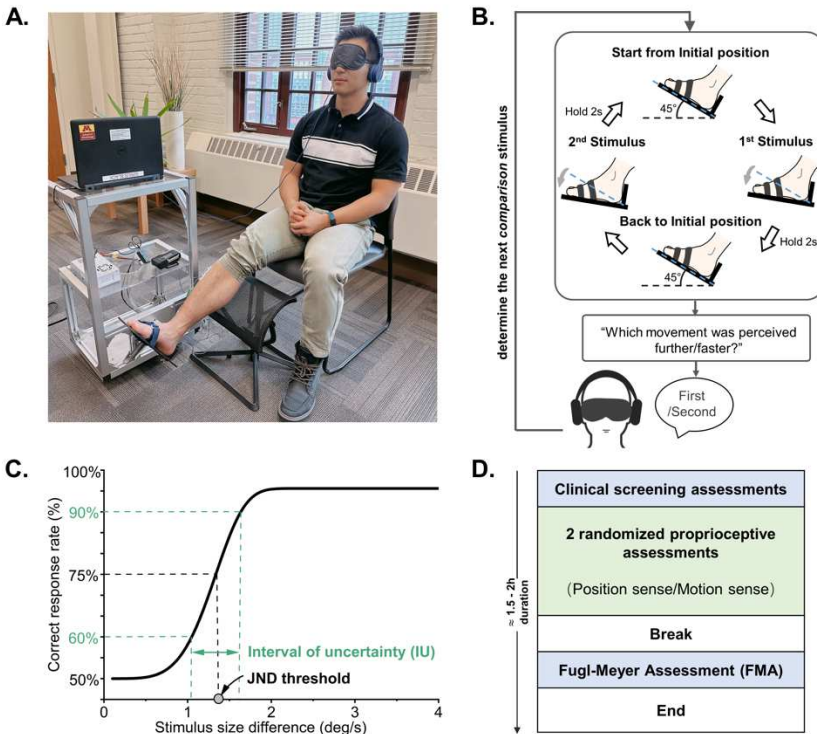 A.
B.
determine the next comparison stimulus
Start from Initial position
45°
Hold 2s
2nd Stimulus
1st Stimulus
Back to Initial position
Hold 2s
45°
“Which movement was perceived
further/faster?”
First
/Second
C.
Correct response rate (%)
100%
90%
75%
60%
50%
Interval of uncertainty (IU)
JND threshold
0
1
2
3
4
Stimulus size difference (deg/s)
D.
≈ 1.5 - 2h
duration
Clinical screening assessments
2 randomized proprioceptive
assessments
(Position sense/Motion sense)
Break
Fugl-Meyer Assessment (FMA)
End